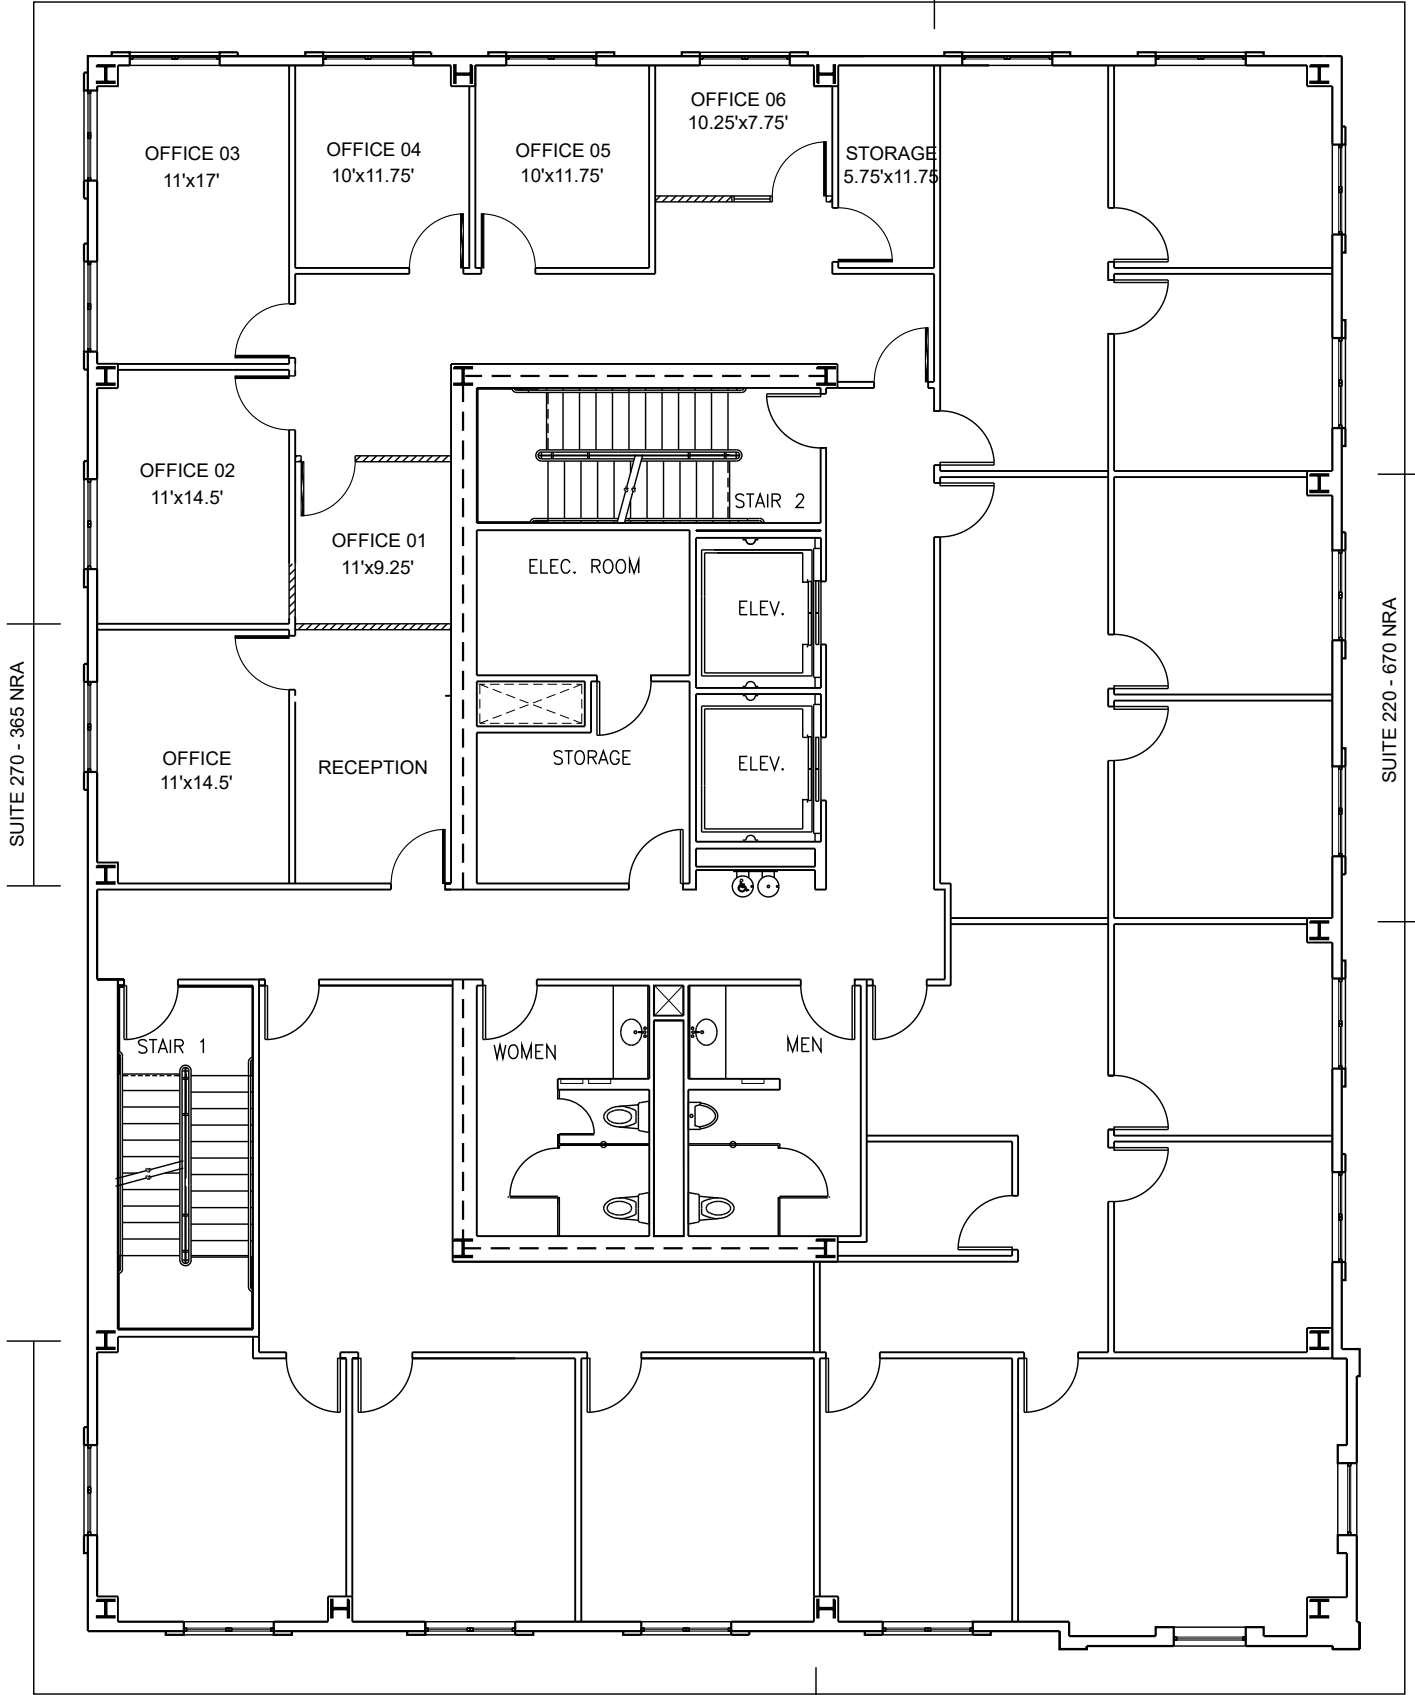 OFFICE 06
10.25'x7.75'
OFFICE 03
11'x17'
OFFICE 04
10'x11.75'
OFFICE 05
10'x11.75'
STORAGE
5.75'x11.75
OFFICE 02
11'x14.5'
STAIR 2
OFFICE 01
11'x9.25'
ELEC. ROOM
ELEV.
SUITE 270 - 365 NRA
SUITE 220 - 670 NRA
OFFICE
11'x14.5'
RECEPTION
STORAGE
ELEV.
STAIR 1
WOMEN
MEN